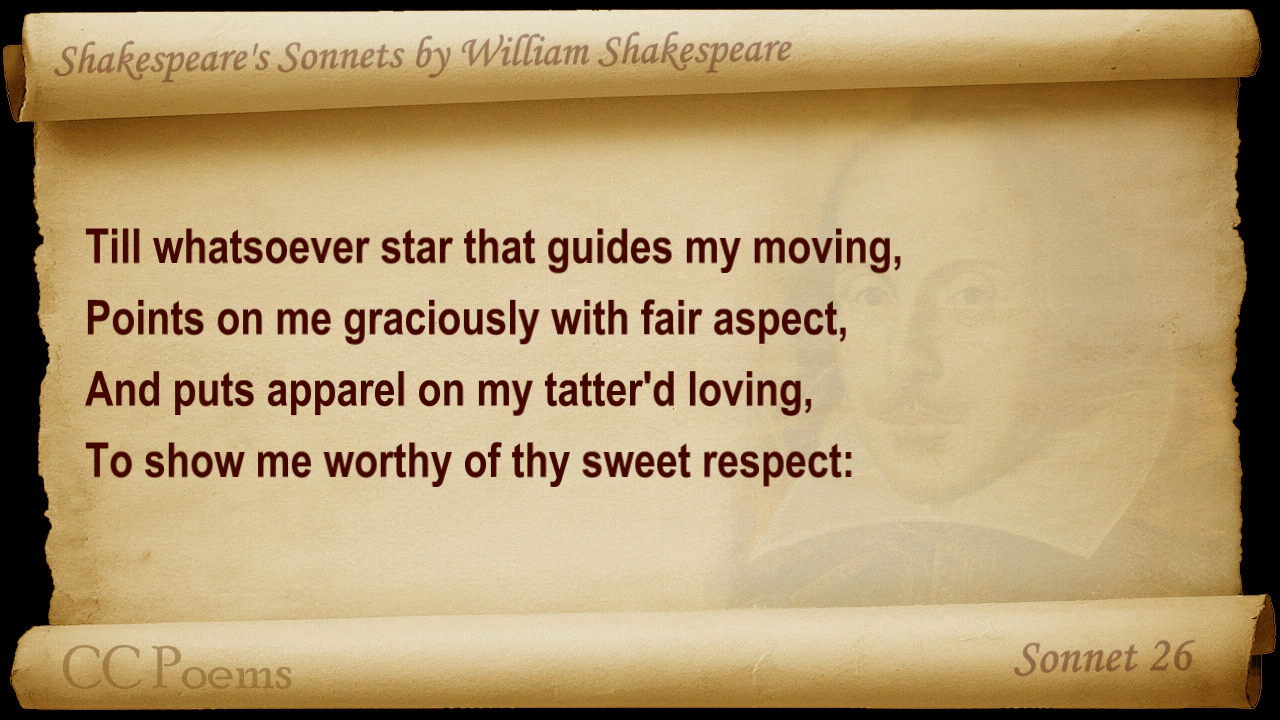 Shakespeare's Sonnets by William Shakespeare
Till whatsoever star that guides my moving,
Points on me graciously with fair aspect,
And puts apparel on my tatter'd loving,
To show me worthy of thy sweet respect:
CC Poems
Sonnet 26